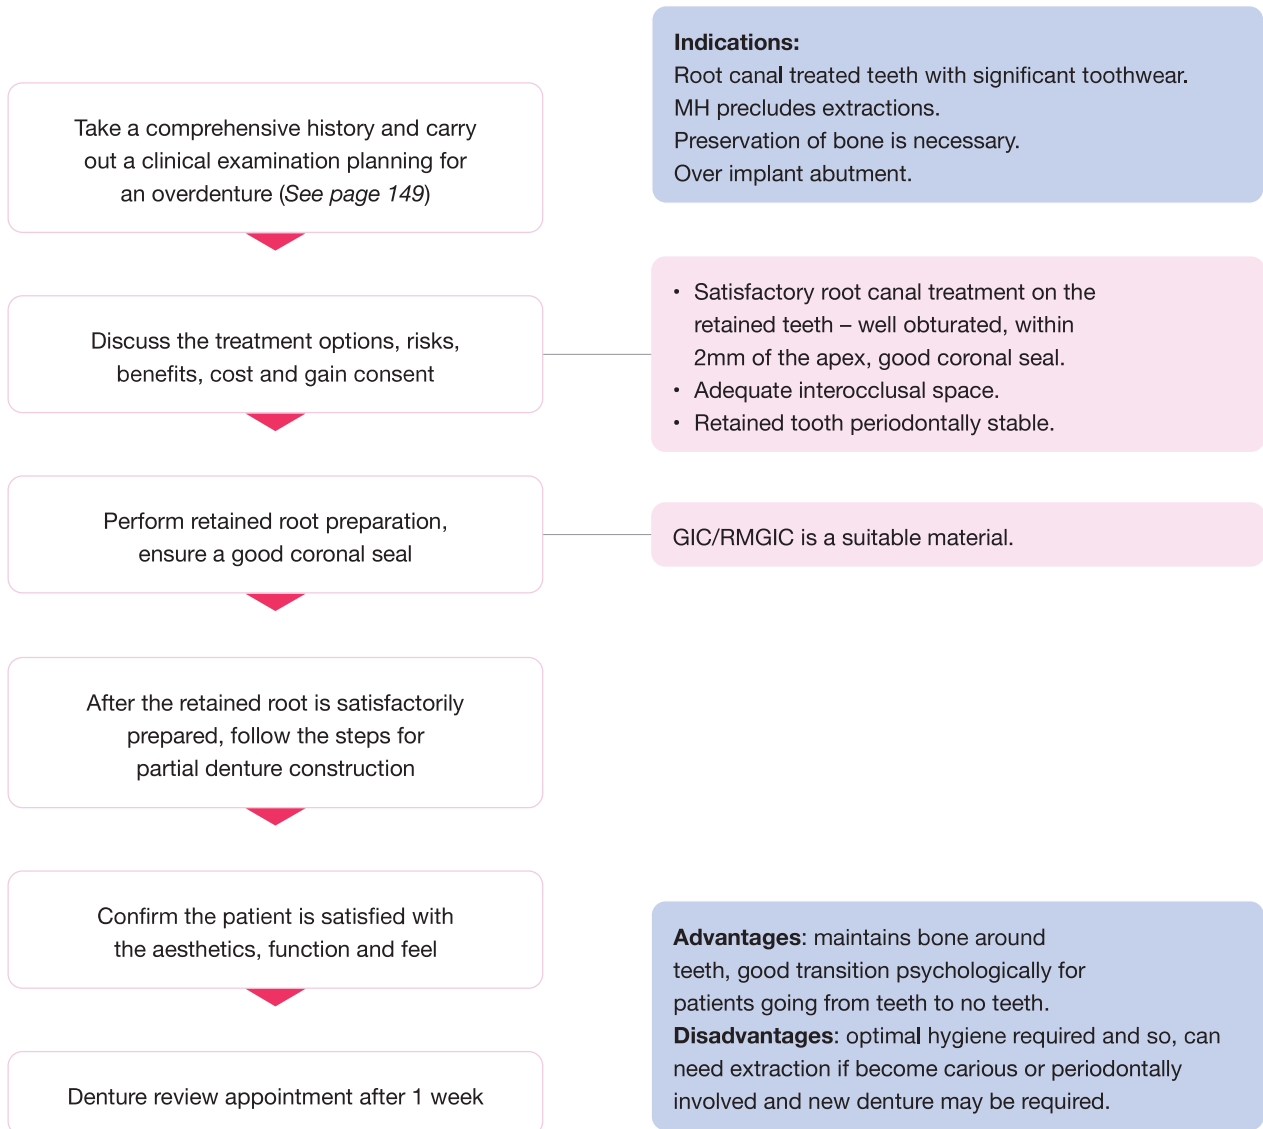 Indications:
Root canal treated teeth with significant toothwear.
MH precludes extractions.
Preservation of bone is necessary.
Over implant abutment.
Take a comprehensive history and carry
out a clinical examination planning for
an overdenture (See page 149)
Discuss the treatment options, risks,
benefits, cost and gain consent
• Satisfactory root canal treatment on the
retained teeth – well obturated, within
2mm of the apex, good coronal seal.
• Adequate interocclusal space.
• Retained tooth periodontally stable.
Perform retained root preparation,
ensure a good coronal seal
GIC/RMGIC is a suitable material.
After the retained root is satisfactorily
prepared, follow the steps for
partial denture construction
Confirm the patient is satisfied with
the aesthetics, function and feel
Advantages: maintains bone around
teeth, good transition psychologically for
patients going from teeth to no teeth.
Disadvantages: optimal hygiene required and so, can
need extraction if become carious or periodontally
involved and new denture may be required.
Denture review appointment after 1 week